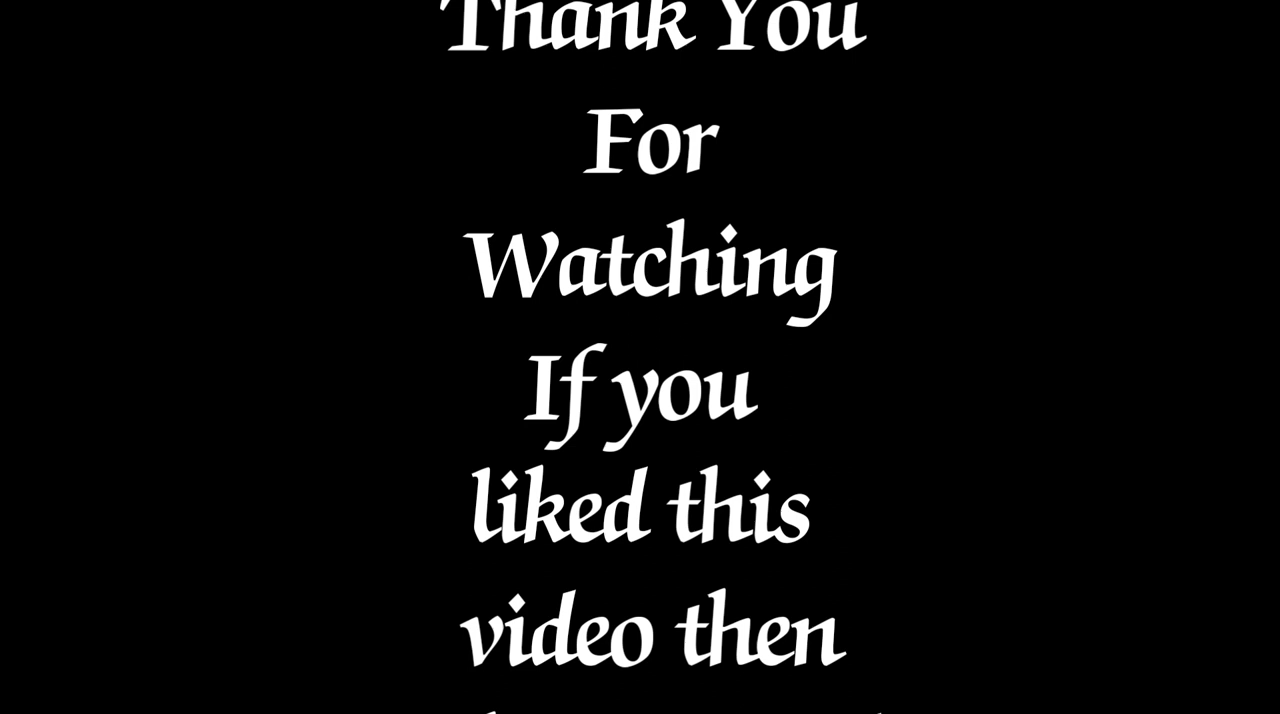 Thank You
For
Watching
If you
liked this
video then